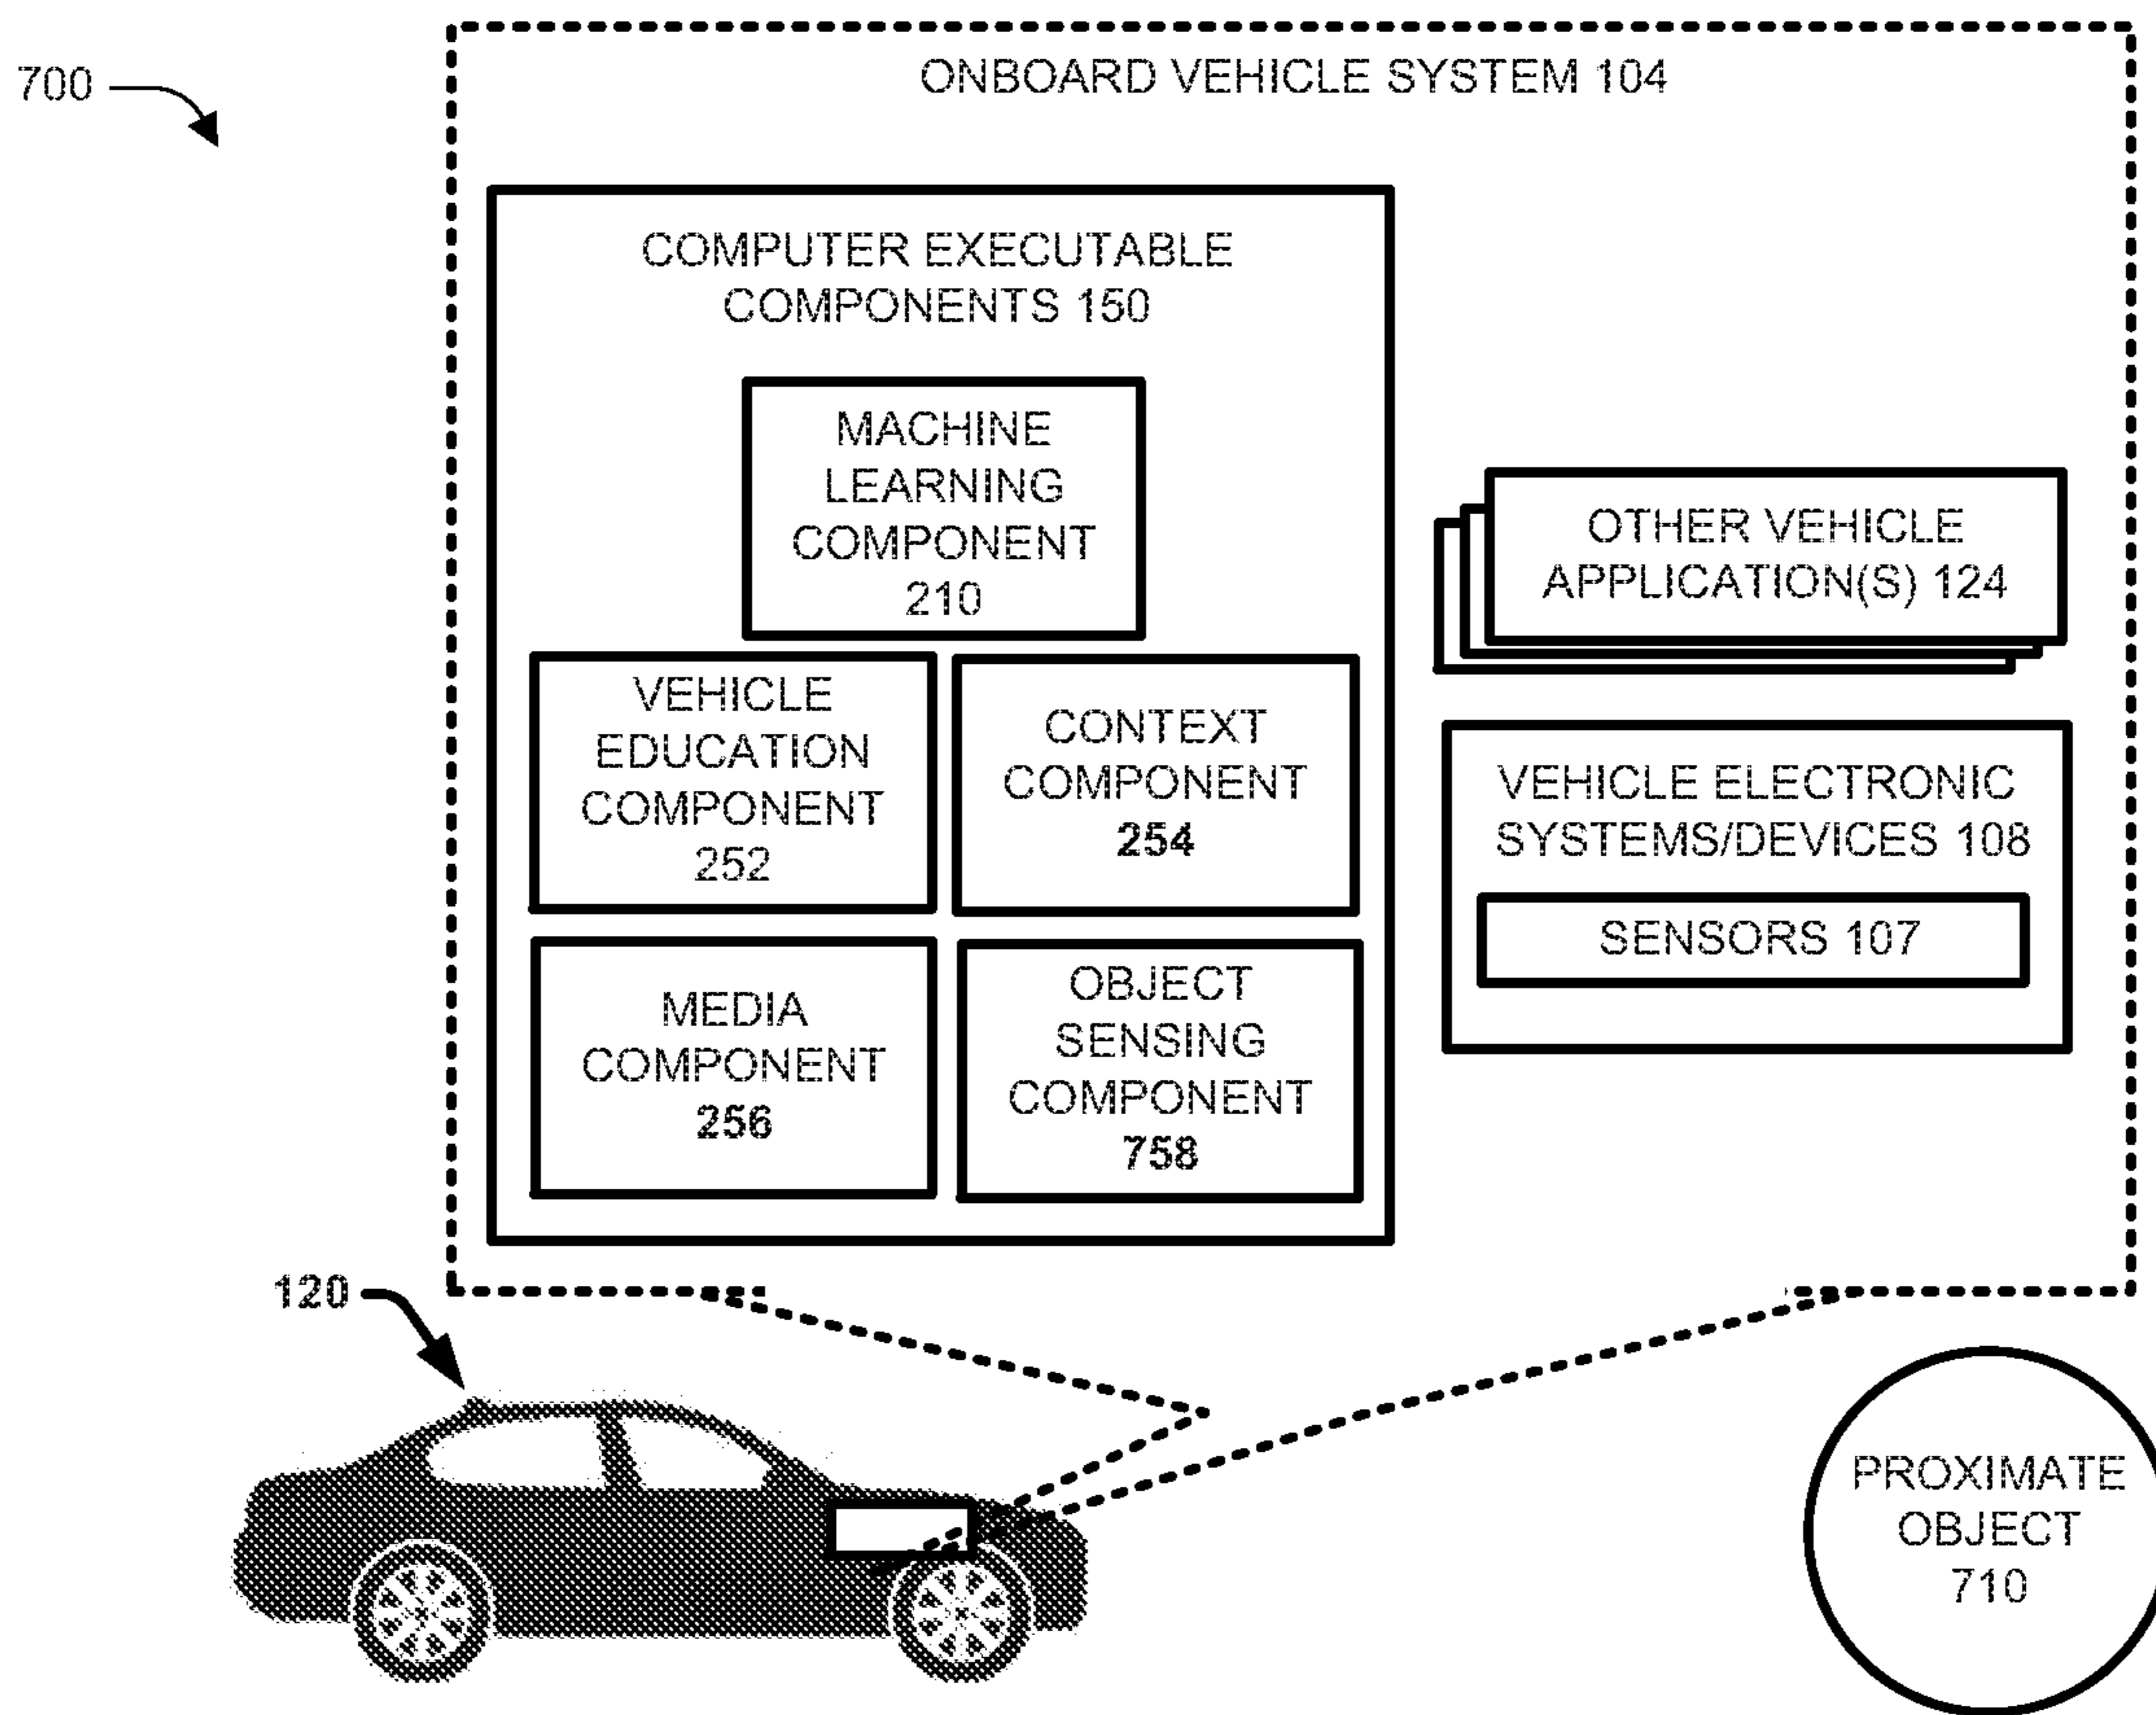 700
ONBOARD VEHICLE SYSTEM 104
COMPUTER EXECUTABLE
COMPONENTS 150
MACHINE
LEARNING
COMPONENT
210
VEHICLE
EDUCATION
COMPONENT
252
CONTEXT
COMPONENT
254
MEDIA
COMPONENT
256
OBJECT
SENSING
COMPONENT
758
OTHER VEHICLE
APPLICATION(S) 124
VEHICLE ELECTRONIC
SYSTEMS/DEVICES 108
SENSORS 107
120
PROXIMATE
OBJECT
710